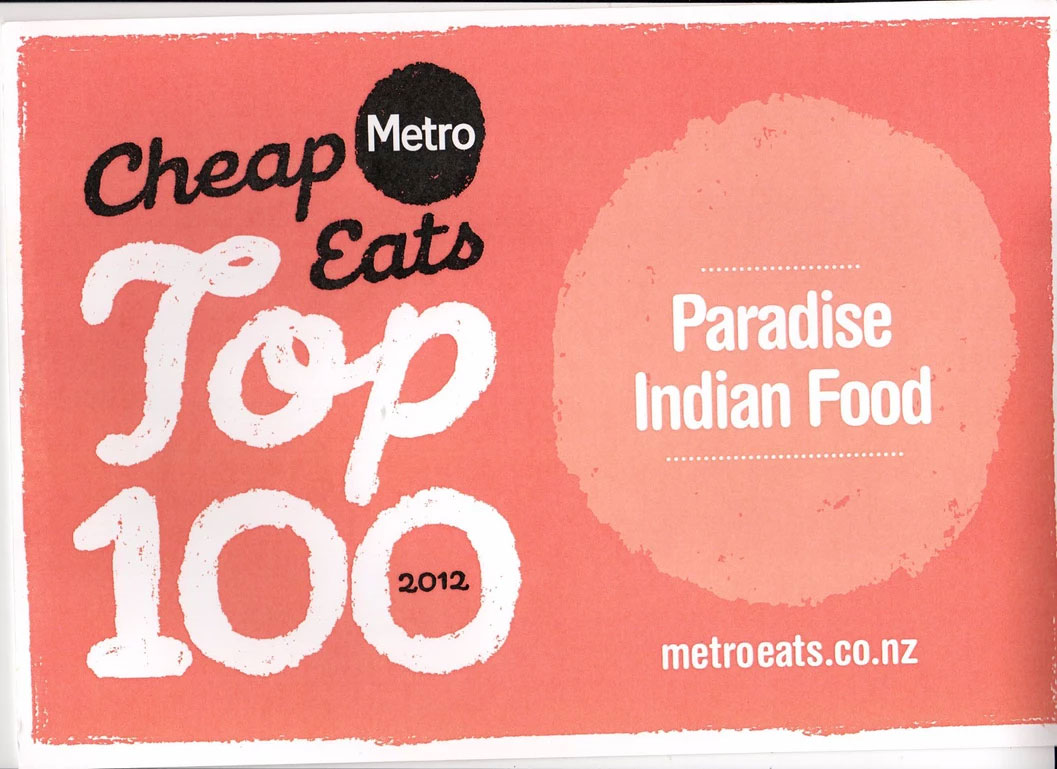 Cheap
Metro
Eats
Top
100
2012
Paradise
Indian Food
metroeats.co.nz